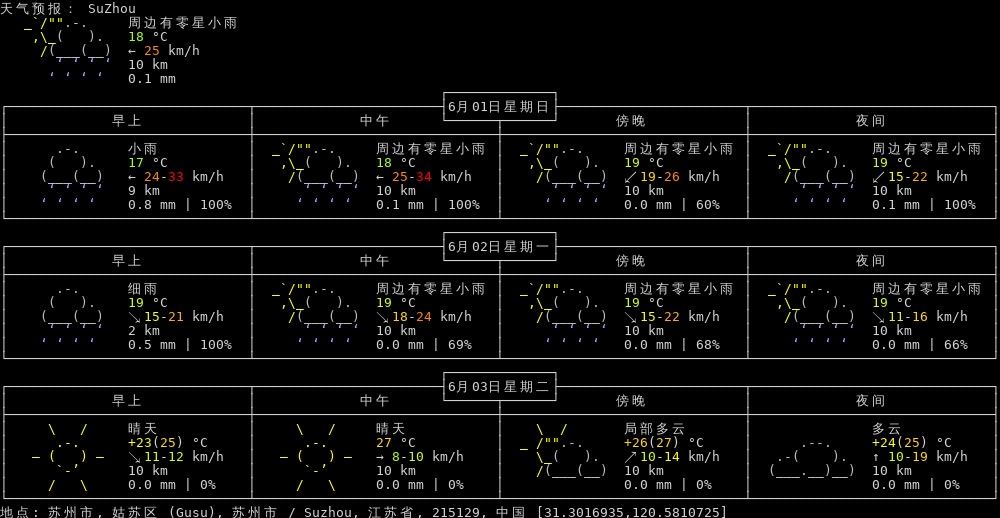 天气预报: SuZhou
周边有零星小雨
18 °C
← 25 km/h
10 km
0.1 mm
6月01日星期日
早上 中午 傍晚 夜间
小雨 周边有零星小雨 周边有零星小雨 周边有零星小雨
17 °C 18 °C 19 °C 19 °C
← 24-33 km/h ← 25-34 km/h ↙ 19-26 km/h ↙ 15-22 km/h
9 km 10 km 10 km 10 km
0.8 mm | 100% 0.1 mm | 100% 0.0 mm | 60% 0.1 mm | 100%
6月02日星期一
早上 中午 傍晚 夜间
细雨 周边有零星小雨 周边有零星小雨 周边有零星小雨
19 °C 19 °C 19 °C 19 °C
↘ 15-21 km/h ↘ 18-24 km/h ↘ 15-22 km/h ↘ 11-16 km/h
2 km 10 km 10 km 10 km
0.5 mm | 100% 0.0 mm | 69% 0.0 mm | 68% 0.0 mm | 66%
6月03日星期二
早上 中午 傍晚 夜间
晴天 晴天 局部多云 多云
+23(25) °C 27 °C +26(27) °C +24(25) °C
↘ 11-12 km/h → 8-10 km/h ↗ 10-14 km/h ↑ 10-19 km/h
10 km 10 km 10 km 10 km
0.0 mm | 0% 0.0 mm | 0% 0.0 mm | 0% 0.0 mm | 0%
地点: 苏州市, 姑苏区 (Gusu), 苏州市 / Suzhou, 江苏省, 215129, 中国 [31.3016935,120.5810725]